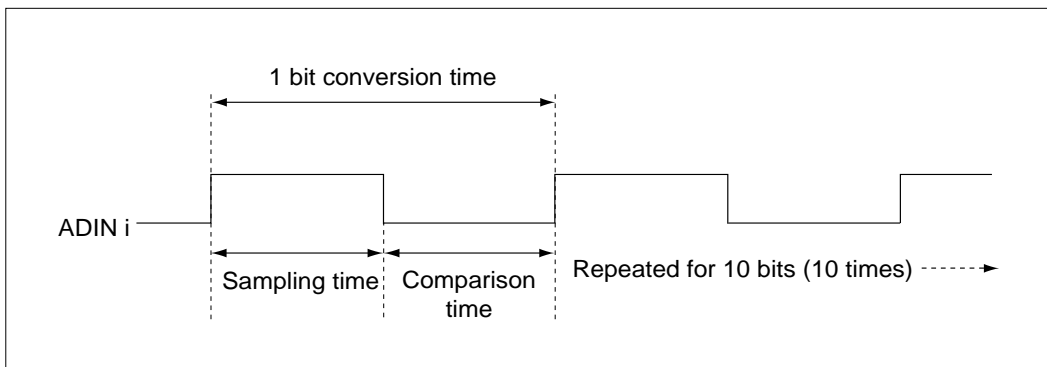 1 bit conversion time
ADIN i
Sampling time
Comparison
time
Repeated for 10 bits (10 times)